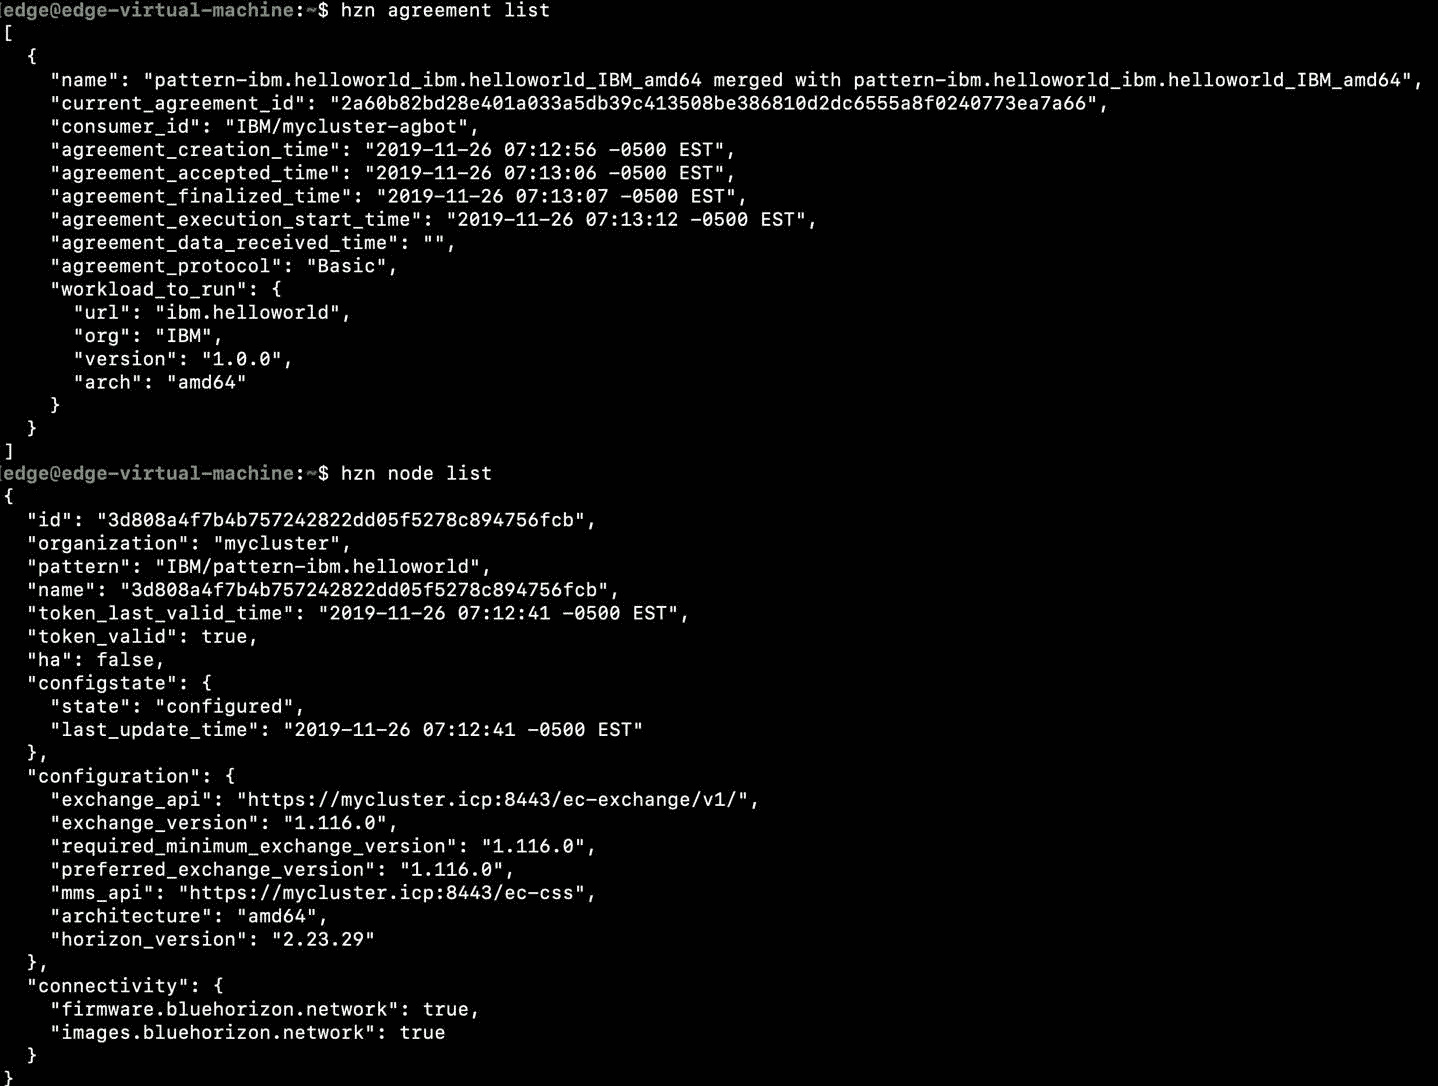 [edge@edge-virtual-machine:~$ hzn agreement list
[
  {
    "name": "pattern-ibm.helloworld_ibm.helloworld_IBM_amd64 merged with pattern-ibm.helloworld_ibm.helloworld_IBM_amd64",
    "current_agreement_id": "2a60b82bd28e401a033a5db39c413508be386810d2dc6555a8f0240773ea7a66",
    "consumer_id": "IBM/mycluster-agbot",
    "agreement_creation_time": "2019-11-26 07:12:56 -0500 EST",
    "agreement_accepted_time": "2019-11-26 07:13:06 -0500 EST",
    "agreement_finalized_time": "2019-11-26 07:13:07 -0500 EST",
    "agreement_execution_start_time": "2019-11-26 07:13:12 -0500 EST",
    "agreement_data_received_time": "",
    "agreement_protocol": "Basic",
    "workload_to_run": {
      "url": "ibm.helloworld",
      "org": "IBM",
      "version": "1.0.0",
      "arch": "amd64"
    }
  }
]
[edge@edge-virtual-machine:~$ hzn node list
{
  "id": "3d808a4f7b4b757242822dd05f5278c894756fcb",
  "organization": "mycluster",
  "pattern": "IBM/pattern-ibm.helloworld",
  "name": "3d808a4f7b4b757242822dd05f5278c894756fcb",
  "token_last_valid_time": "2019-11-26 07:12:41 -0500 EST",
  "token_valid": true,
  "ha": false,
  "configstate": {
    "state": "configured",
    "last_update_time": "2019-11-26 07:12:41 -0500 EST"
  },
  "configuration": {
    "exchange_api": "https://mycluster.icp:8443/ec-exchange/v1/",
    "exchange_version": "1.116.0",
    "required_minimum_exchange_version": "1.116.0",
    "preferred_exchange_version": "1.116.0",
    "mms_api": "https://mycluster.icp:8443/ec-css",
    "architecture": "amd64",
    "horizon_version": "2.23.29"
  },
  "connectivity": {
    "firmware.bluehorizon.network": true,
    "images.bluehorizon.network": true
  }
}